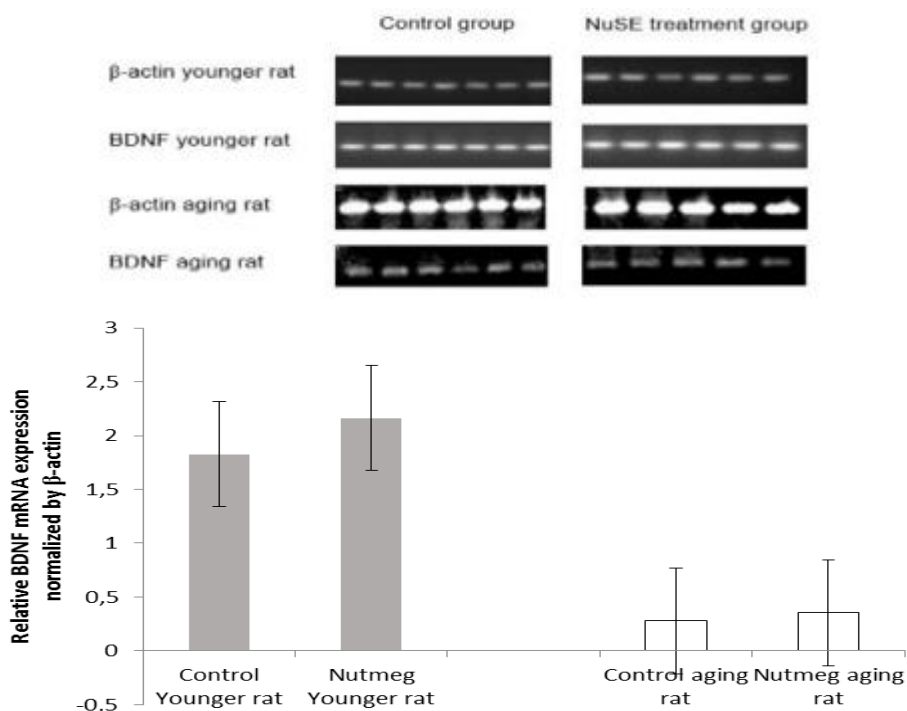 Control group
NuSE treatment group
β-actin younger rat
BDNF younger rat
β-actin aging rat
BDNF aging rat
Relative BDNF mRNA expression
normalized by β-actin
3
2,5
2
1,5
1
0,5
0
-0.5
Control
Younger rat
Nutmeg
Younger rat
Control aging
rat
Nutmeg aging
rat